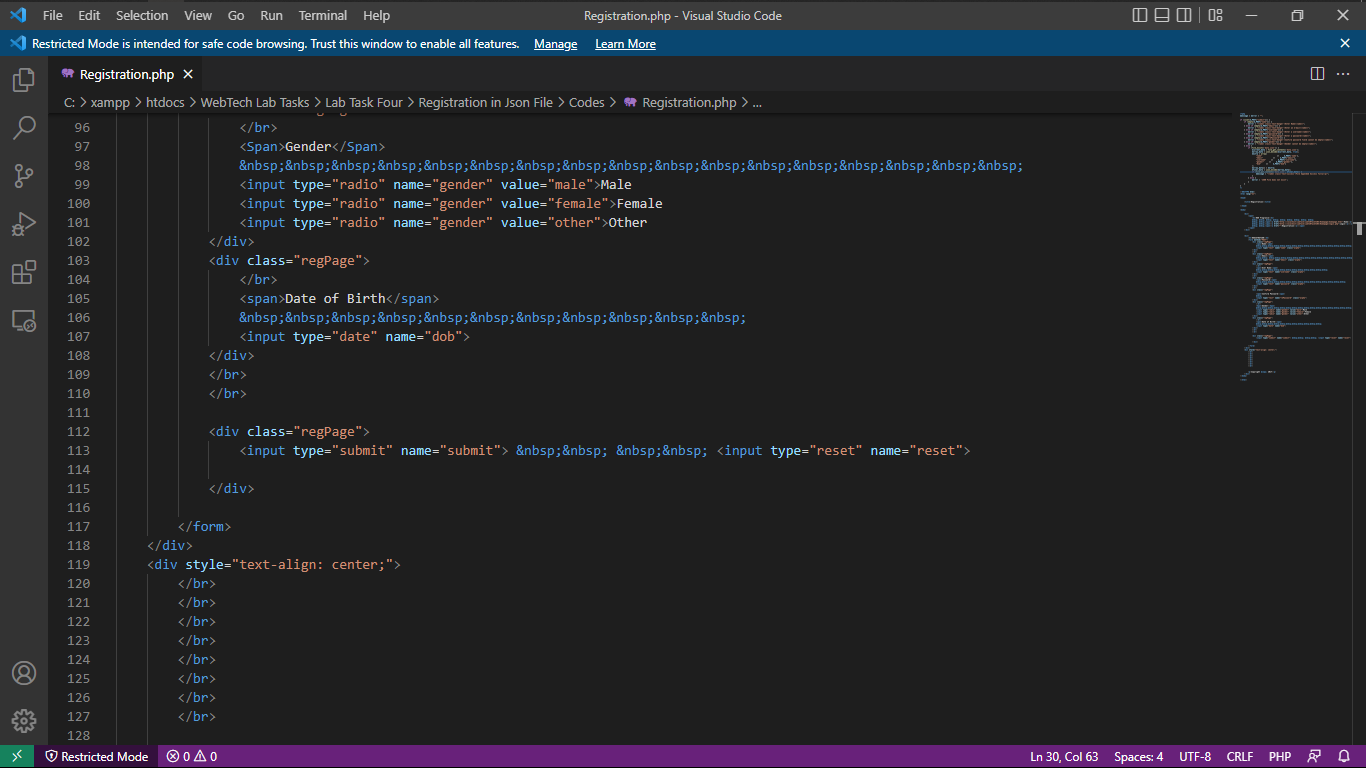 File Edit Selection View Go Run Terminal Help Registration.php - Visual Studio Code
Restricted Mode is intended for safe code browsing. Trust this window to enable all features. Manage Learn More
Registration.php
C: > xampp > htdocs > WebTech Lab Tasks > Lab Task Four > Registration in Json File > Codes > Registration.php > ...
96 </br>
97 <Span>Gender</Span>
98 &nbsp;&nbsp;&nbsp;&nbsp;&nbsp;&nbsp;&nbsp;&nbsp;&nbsp;&nbsp;&nbsp;&nbsp;&nbsp;&nbsp;&nbsp;&nbsp;&nbsp;
99 <input type="radio" name="gender" value="male">Male
100 <input type="radio" name="gender" value="female">Female
101 <input type="radio" name="gender" value="other">Other
102 </div>
103 <div class="regPage">
104 </br>
105 <span>Date of Birth</span>
106 &nbsp;&nbsp;&nbsp;&nbsp;&nbsp;&nbsp;&nbsp;&nbsp;&nbsp;&nbsp;&nbsp;
107 <input type="date" name="dob">
108 </div>
109 </br>
110 </br>
111
112 <div class="regPage">
113 <input type="submit" name="submit"> &nbsp;&nbsp; &nbsp;&nbsp; <input type="reset" name="reset">
114
115 </div>
116
117 </form>
118 </div>
119 <div style="text-align: center;">
120 </br>
121 </br>
122 </br>
123 </br>
124 </br>
125 </br>
126 </br>
127 </br>
128
Restricted Mode 0 0 Ln 30, Col 63 Spaces: 4 UTF-8 CRLF PHP